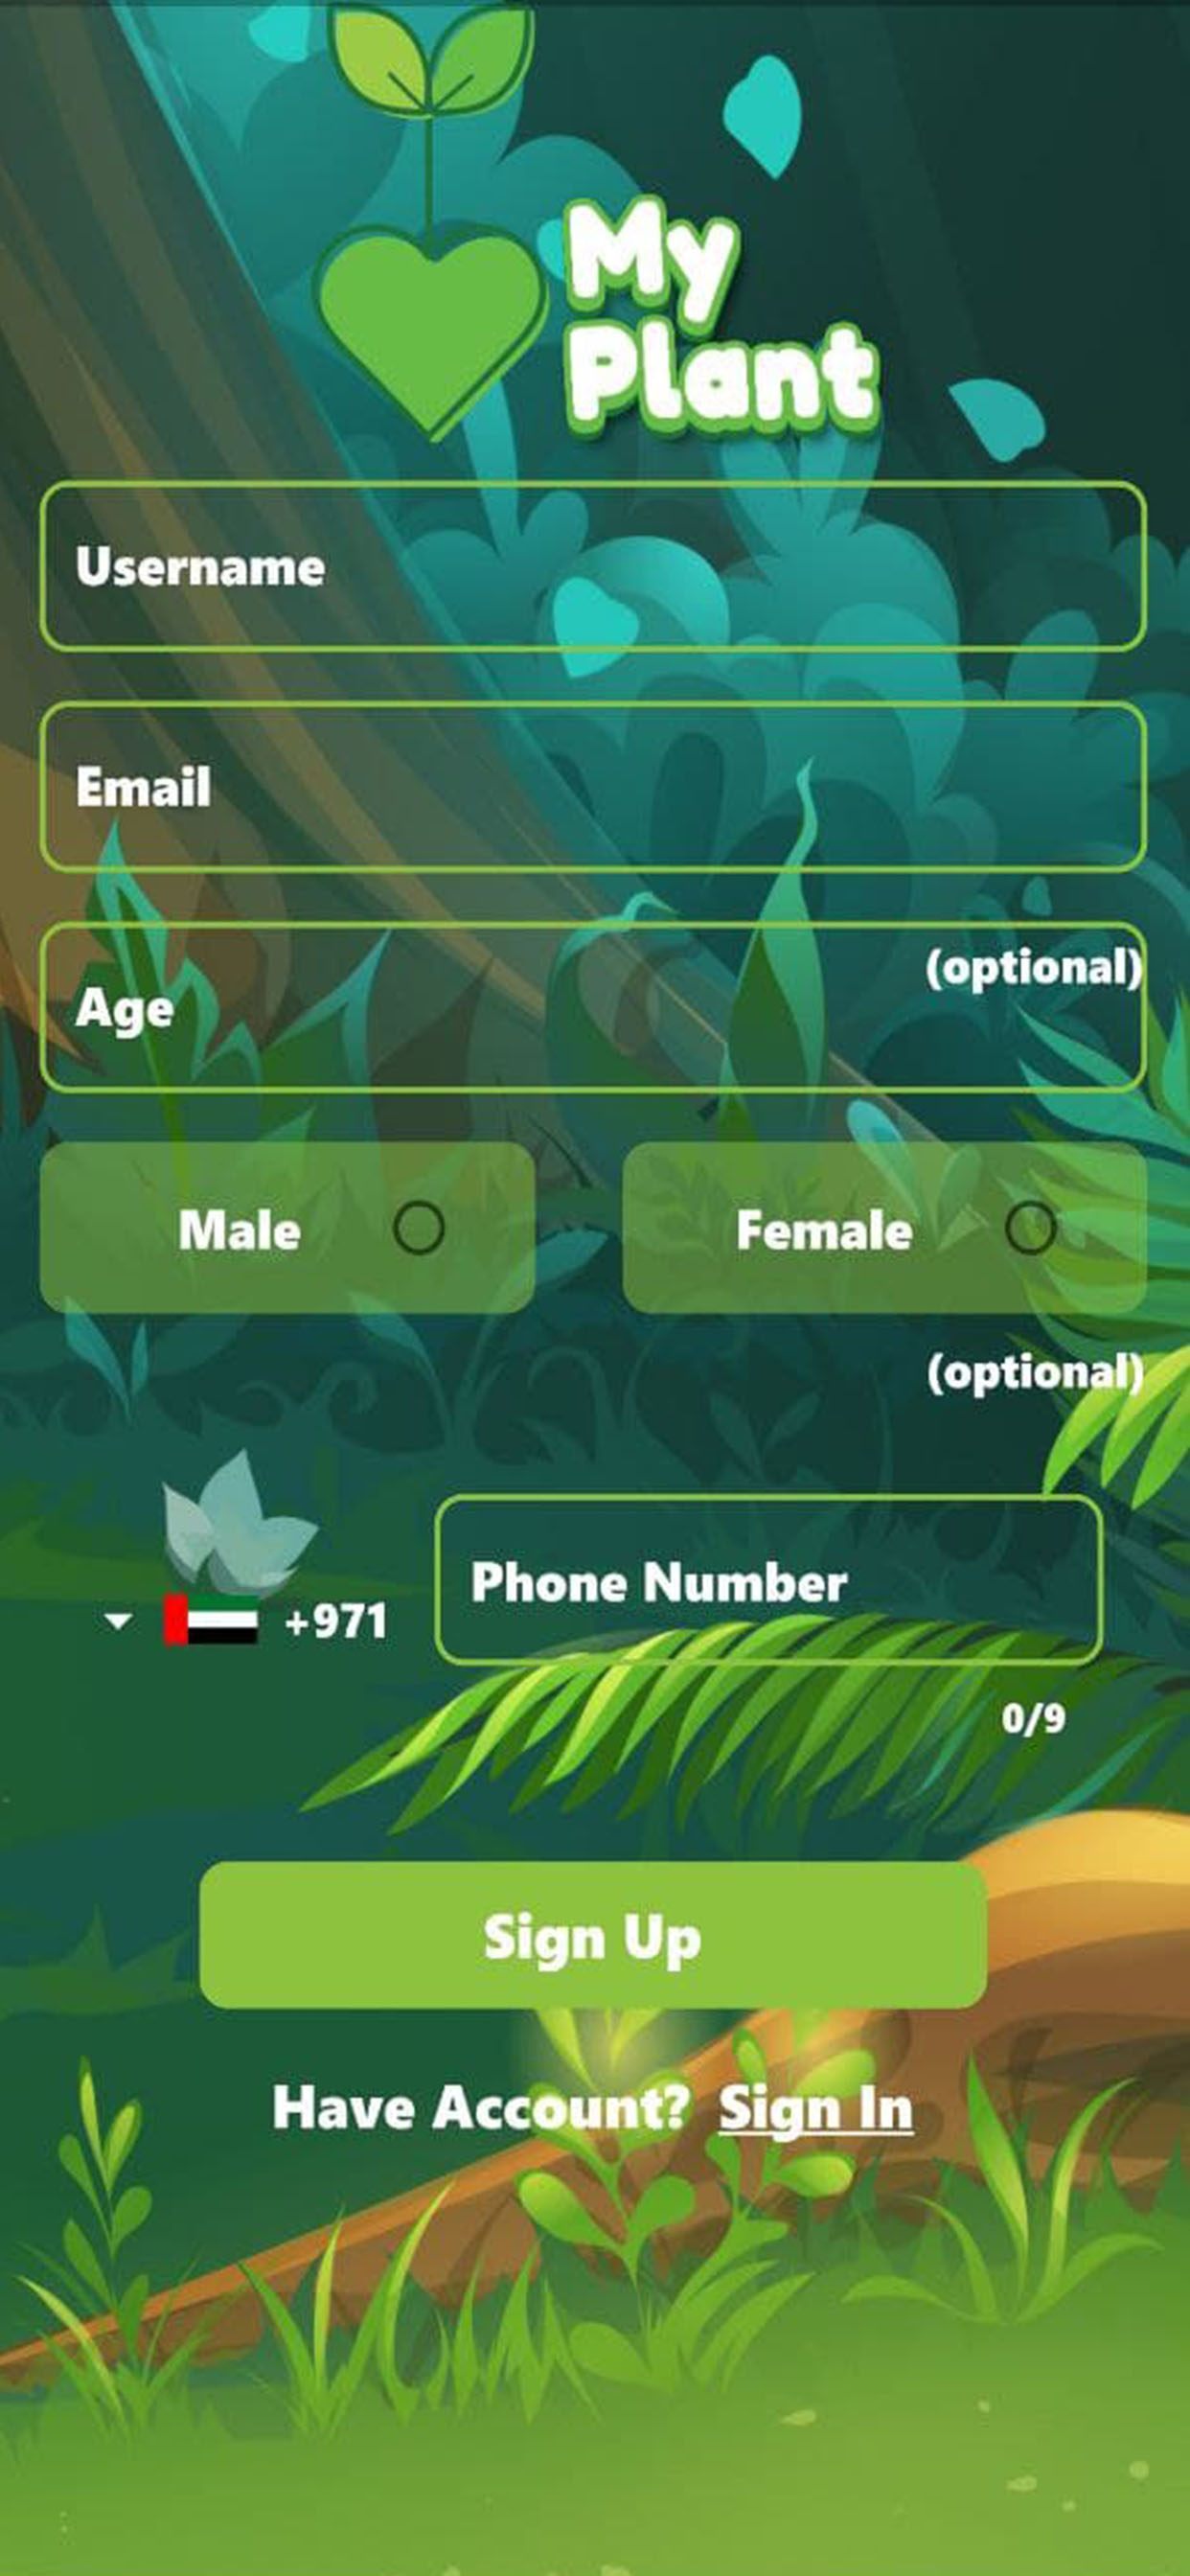 My
Plant
Username
Email
(optional)
Age
Male
Female
(optional)
Phone Number
+971
0/9
Sign Up
Have Account? Sign In